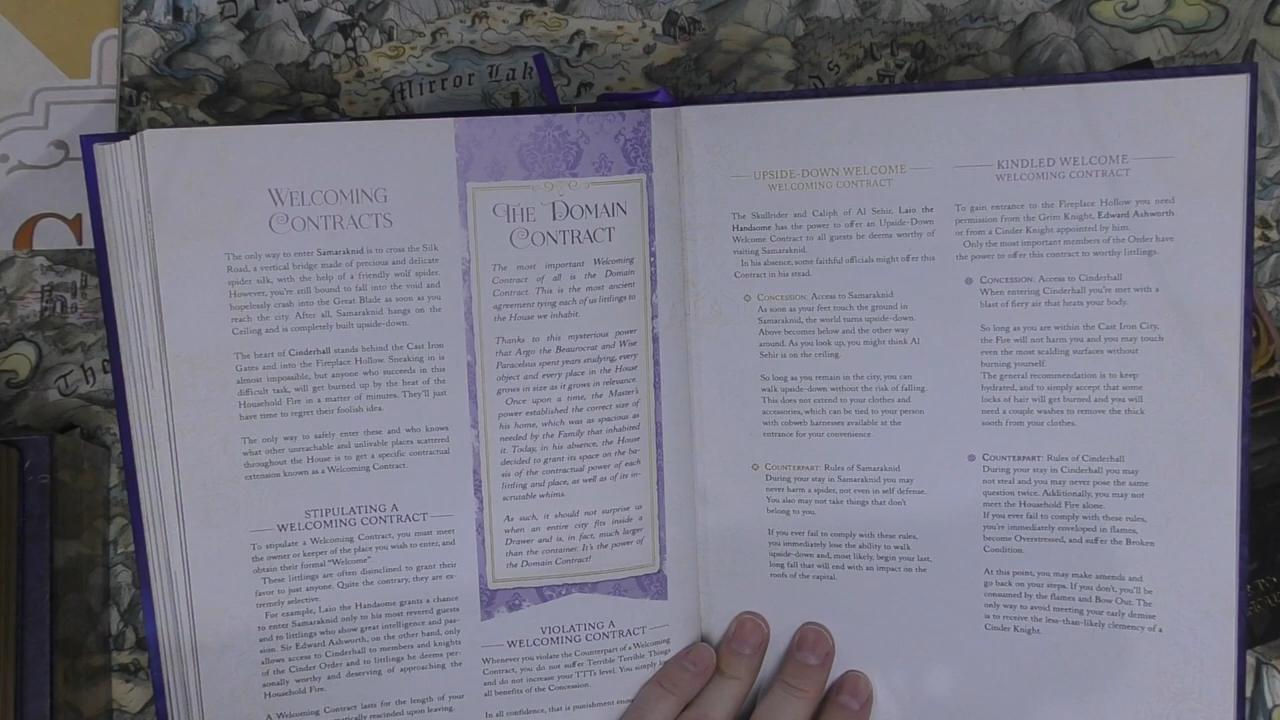 Mirror Lak
The
S
WELCOMING
CONTRACTS
The only way to enter Samaraknid is to cross the Silk
Road, a vertical bridge made of precious and delicate
spider silk, with the help of a friendly wolf spider.
However, you're still bound to fall into the void and
hopelessly crash into the Great Blade as soon as you
reach the city. After all, Samaraknid hangs on the
Ceiling and is completely built upside-down.
The heart of Cinderhall stands behind the Cast Iron
Gates and into the Fireplace Hollow. Sneaking in is
almost impossible, but anyone who succeeds in this
difficult task, will get burned up by the heat of the
Household Fire in a matter of minutes. They'll just
have time to regret their foolish idea.
The only way to safely enter these and who knows
what other unreachable and unlivable places scattered
throughout the House is to get a specific contractual
extension known as a Welcoming Contract.
STIPULATING A
WELCOMING CONTRACT
To stipulate a Welcoming Contract, you must meet
the owner or keeper of the place you wish to enter, and
obtain their formal "Welcome".
These littlings are often disinclined to grant their
favor to just anyone. Quite the contrary, they are ex-
tremely selective.
For example, Laio the Handsome grants a chance
to enter Samaraknid only to his most revered guests
and to littlings who show great intelligence and pas-
sion. Sir Edward Ashworth, on the other hand, only
allows access to Cinderhall to members and knights
of the Cinder Order and to littlings he deems per-
sonally worthy and deserving of approaching the
Household Fire.
A Welcoming Contract lasts for the length of your
rescinded upon leaving.
THE DOMAIN
CONTRACT
The most important Welcoming
Contract of all is the Domain
Contract. This is the most ancient
agreement tying each of us littlings to
the House we inhabit.
Thanks to this mysterious power
that Argo the Beaurocrat and Wise
Paracelsus spent years studying, every
object and every place in the House
grows in size as it grows in relevance.
Once upon a time, the Master's
power established the correct size of
his home, which was as spacious as
needed by the Family that inhabited
it. Today, in his absence, the House
decided to grant its space on the ba-
sis of the contractual power of each
littling and place, as well as of its in-
scrutable whims.
As such, it should not surprise us
when an entire city fits inside a
Drawer and is, in fact, much larger
than the container. It's the power of
the Domain Contract!
VIOLATING A
WELCOMING CONTRACT
Whenever you violate the Counterpart of a Welcoming
Contract, you do not suffer Terrible Terrible Things
and do not increase your TTTs level. You simply
all benefits of the Concession.
In all confidence, that is punishment
UPSIDE-DOWN WELCOME
WELCOMING CONTRACT
The Skullrider and Caliph of Al Sehir, Laio the
Handsome has the power to offer an Upside-Down
Welcome Contract to all guests he deems worthy of
visiting Samaraknid.
In his absence, some faithful officials might offer this
Contract in his stead.
CONCESSION: Access to Samaraknid
As soon as your feet touch the ground in
Samaraknid, the world turns upside-down.
Above becomes below and the other way
around. As you look up, you might think Al
Sehir is on the ceiling.
So long as you remain in the city, you can
walk upside-down without the risk of falling.
This does not extend to your clothes and
accessories, which can be tied to your person
with cobweb harnesses available at the
entrance for your convenience.
COUNTERPART: Rules of Samaraknid
During your stay in Samaraknid you may
never harm a spider, not even in self defense.
You also may not take things that don't
belong to you.
If you ever fail to comply with these rules,
you immediately lose the ability to walk
upside-down and, most likely, begin your last,
long fall that will end with an impact on the
roofs of the capital.
KINDLED WELCOME
WELCOMING CONTRACT
To gain entrance to the Fireplace Hollow you need
permission from the Grim Knight, Edward Ashworth
or from a Cinder Knight appointed by him.
Only the most important members of the Order have
the power to offer this contract to worthy littlings.
CONCESSION: Access to Cinderhall
When entering Cinderhall you're met with a
blast of fiery air that heats your body.
So long as you are within the Cast Iron City,
the Fire will not harm you and you may touch
even the most scalding surfaces without
burning yourself.
The general recommendation is to keep
hydrated, and to simply accept that some
locks of hair will get burned and you will
need a couple washes to remove the thick
sooth from your clothes.
COUNTERPART: Rules of Cinderhall
During your stay in Cinderhall you may
not steal and you may never pose the same
question twice. Additionally, you may not
meet the Household Fire alone.
If you ever fail to comply with these rules,
you're immediately enveloped in flames,
become Overstressed, and suffer the Broken
Condition.
At this point, you may make amends and
go back on your steps. If you don't, you'll be
consumed by the flames and Bow Out. The
only way to avoid meeting your early demise
is to receive the less-than-likely clemency of a
Cinder Knight.